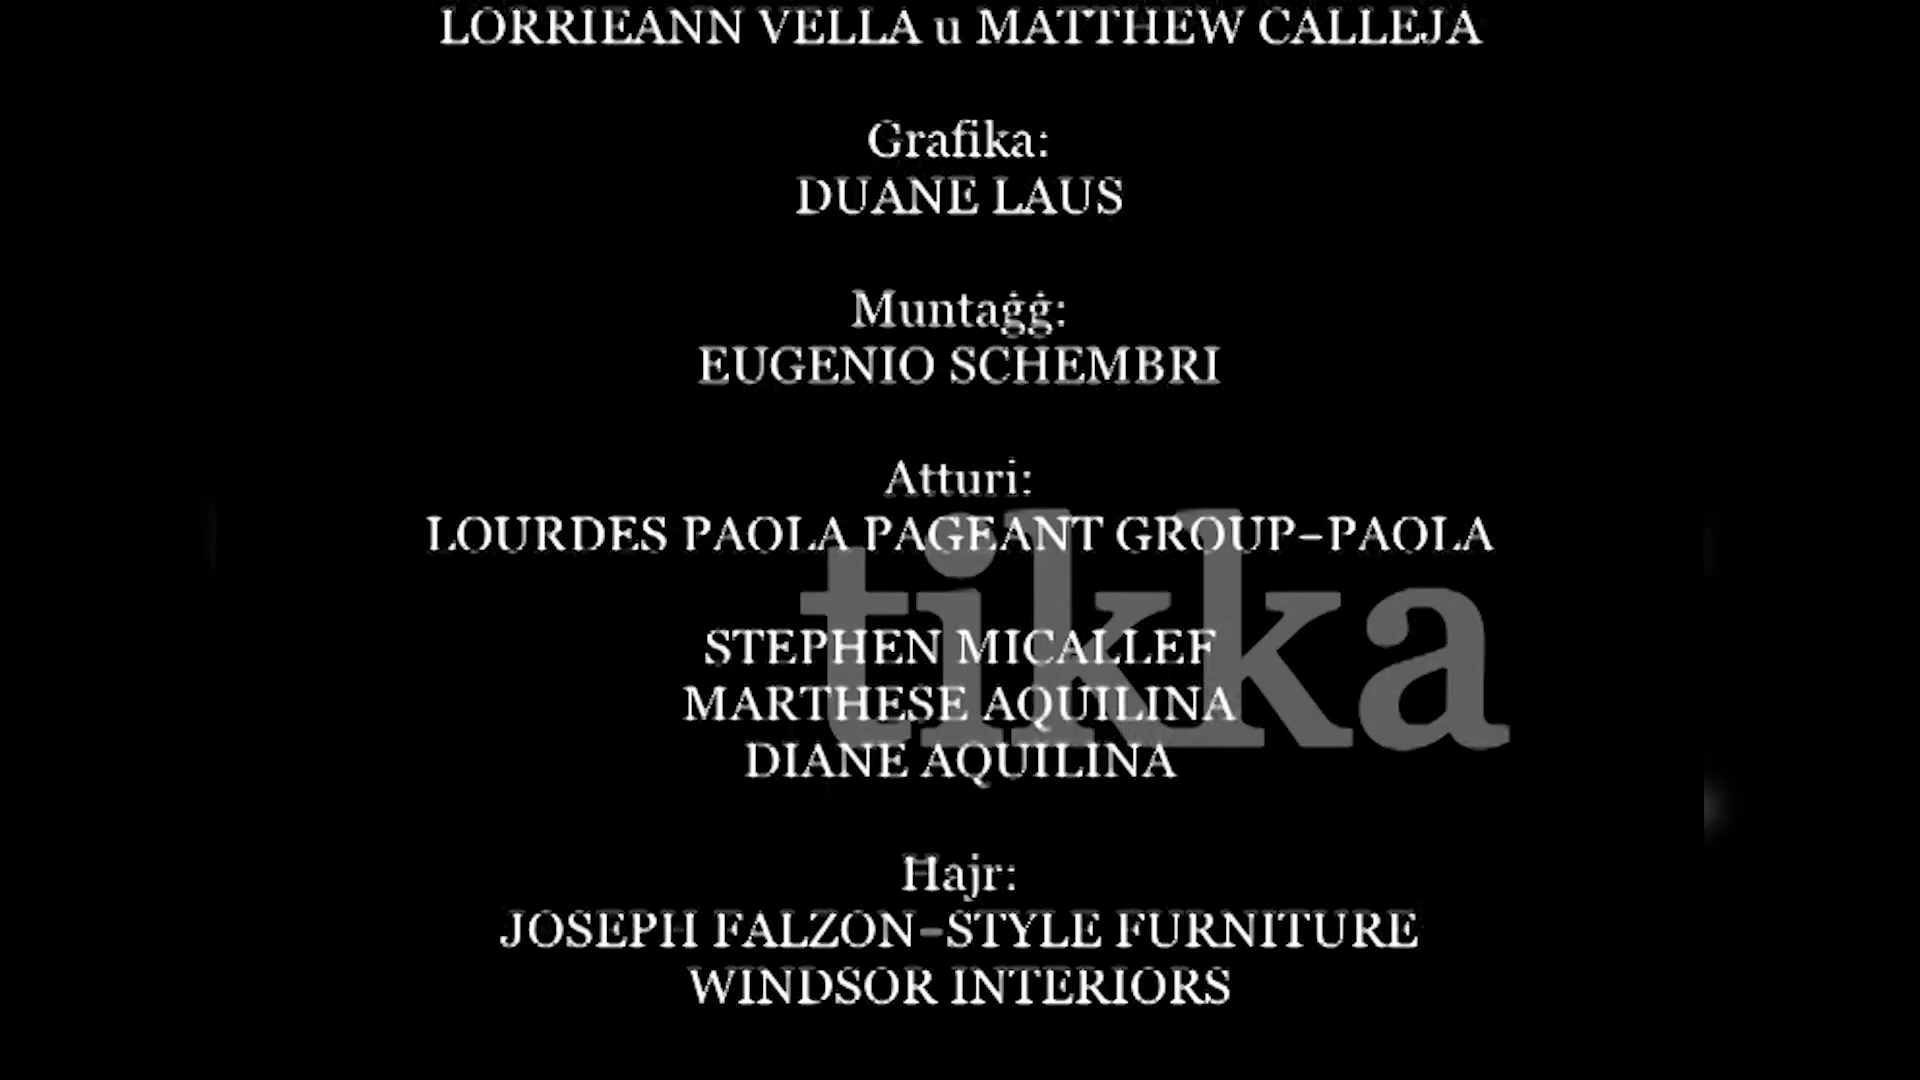 LORRIEANN VELLA u MATTHEW CALLEJA
Grafika:
DUANE LAUS
Muntaġġ:
EUGENIO SCHEMBRI
Atturi:
LOURDES PAOLA PAGEANT GROUP-PAOLA
tikka
STEPHEN MICALLEF
MARTHESE AQUILINA
DIANE AQUILINA
Ħajr:
JOSEPH FALZON-STYLE FURNITURE
WINDSOR INTERIORS